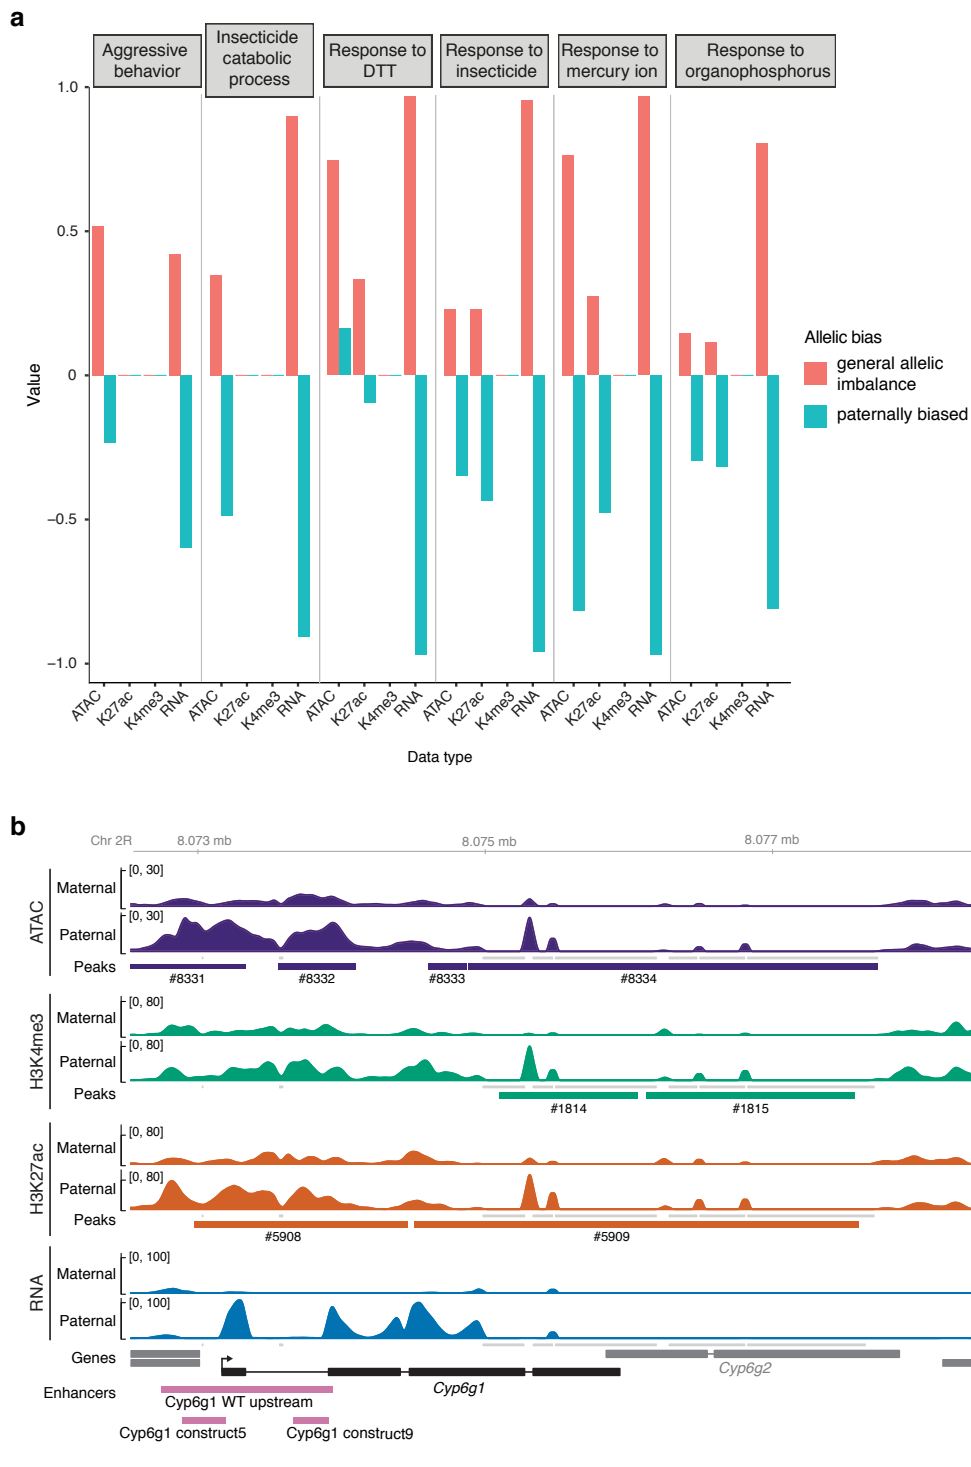 a
Aggressive
behavior
Insecticide
catabolic
process
Response to
DTT
Response to
insecticide
Response to
mercury ion
Response to
organophosphorus
1.0
0.5
0
−0.5
−1.0
Value
ATAC
K27ac
K4me3
RNA
ATAC
K27ac
K4me3
RNA
ATAC
K27ac
K4me3
RNA
ATAC
K27ac
K4me3
RNA
ATAC
K27ac
K4me3
RNA
ATAC
K27ac
K4me3
RNA
Data type
Allelic bias
general allelic
imbalance
paternally biased
b
Chr 2R
8.073 mb
8.075 mb
8.077 mb
ATAC
Maternal
[0, 30]
Paternal
[0, 30]
Peaks
#8331
#8332
#8333
#8334
H3K4me3
Maternal
[0, 80]
Paternal
[0, 80]
Peaks
#1814
#1815
H3K27ac
Maternal
[0, 80]
Paternal
[0, 80]
Peaks
#5908
#5909
RNA
Maternal
[0, 100]
Paternal
[0, 100]
Genes
Cyp6g1
Cyp6g2
Enhancers
Cyp6g1 WT upstream
Cyp6g1 construct5
Cyp6g1 construct9